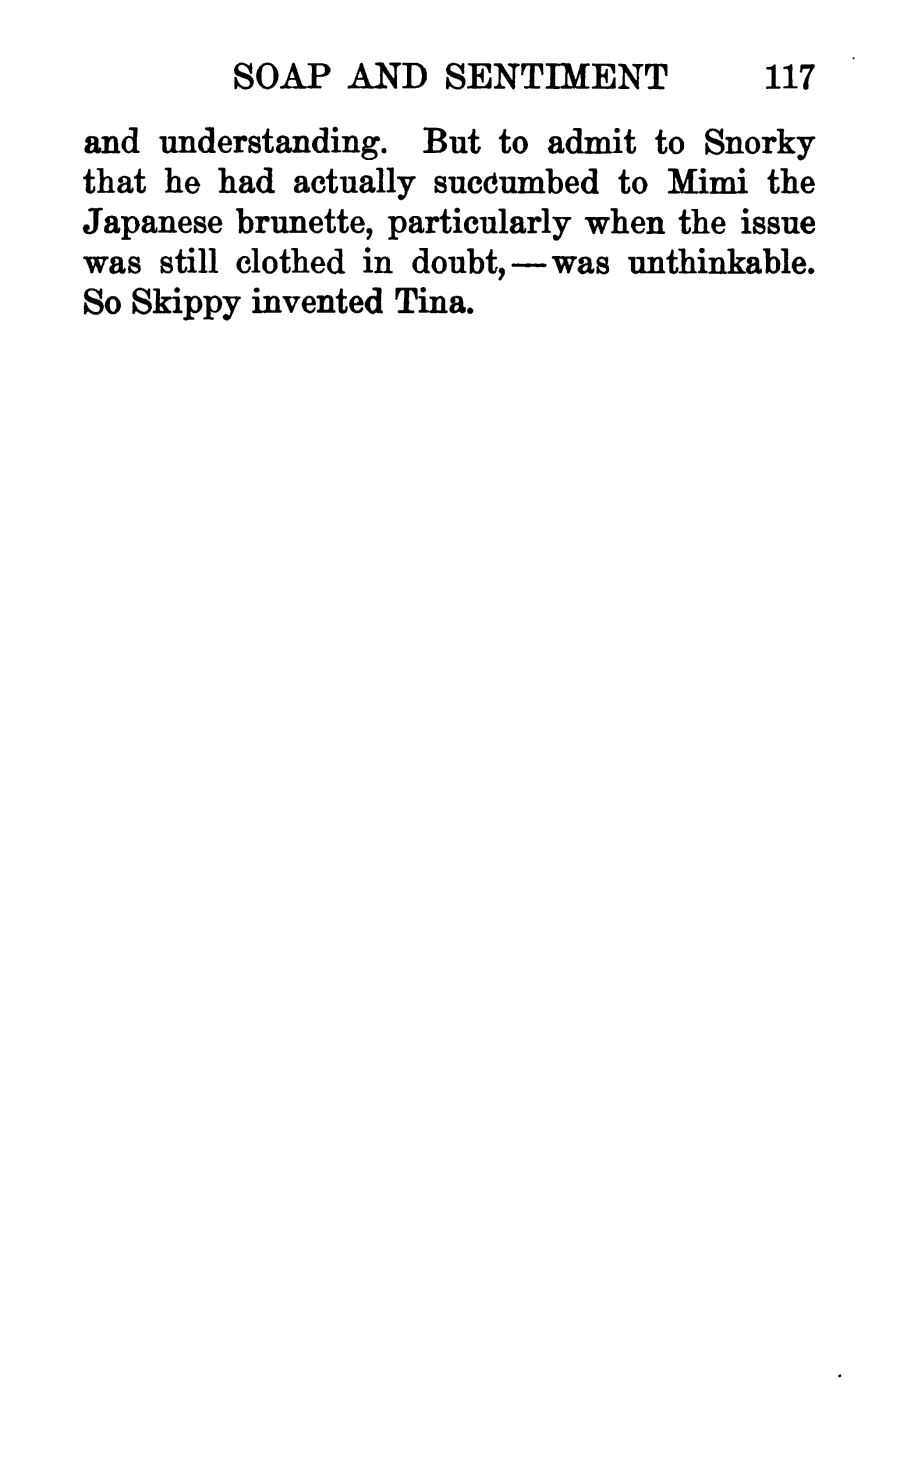 SOAP AND SENTIMENT 117
and understanding. But to admit to Snorky
that he had actually succumbed to Mimi the
Japanese brunette, particularly when the issue
was still clothed in doubt,—was unthinkable.
So Skippy invented Tina.